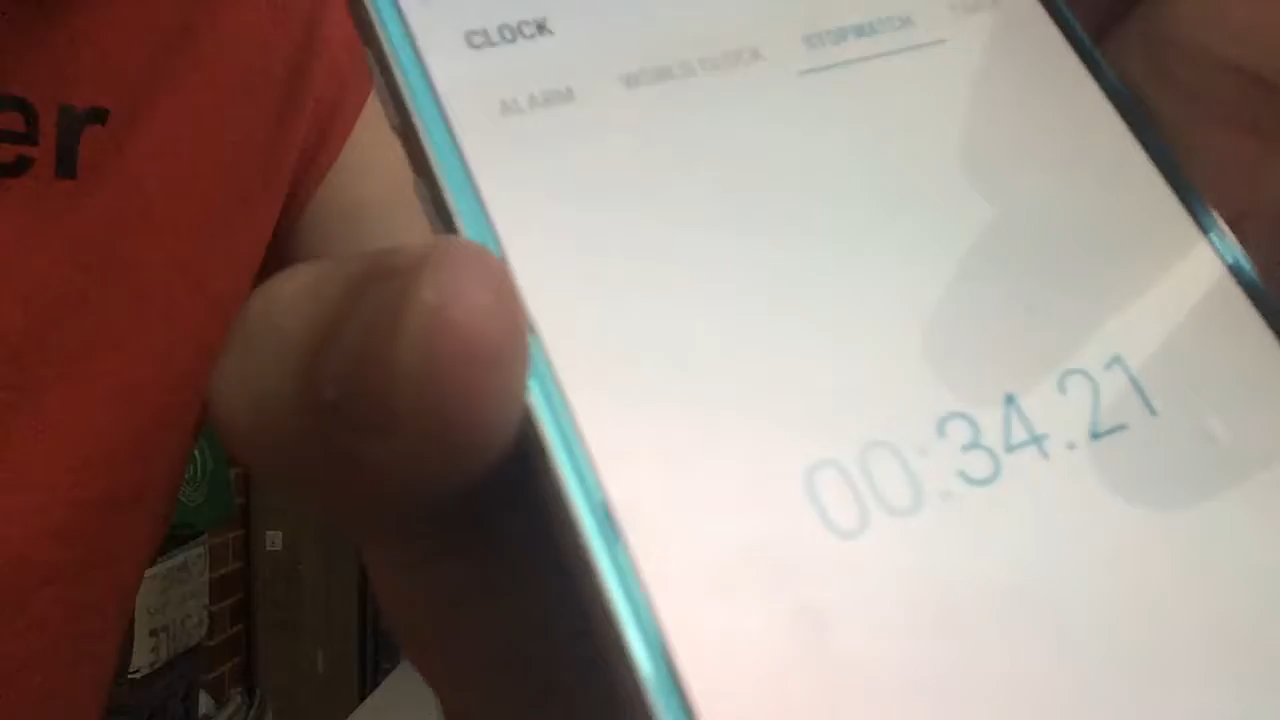 er
CLOCK
ALARM
WORLD CLOCK
STOPWATCH
00:34.21